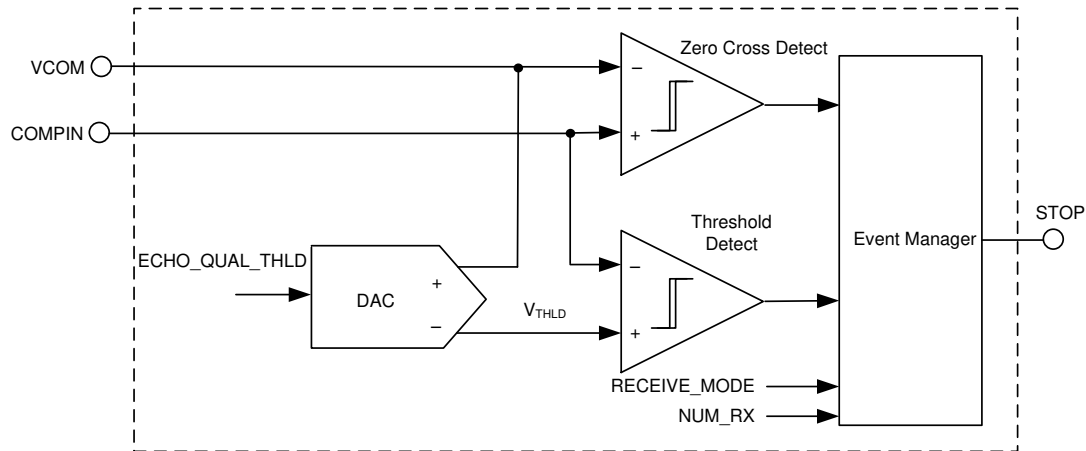 Zero Cross Detect
VCOM
−
COMPIN
+
STOP
Threshold
Detect
Event Manager
ECHO_QUAL_THLD
−
+
DAC
−
VTHLD
+
RECEIVE_MODE
NUM_RX